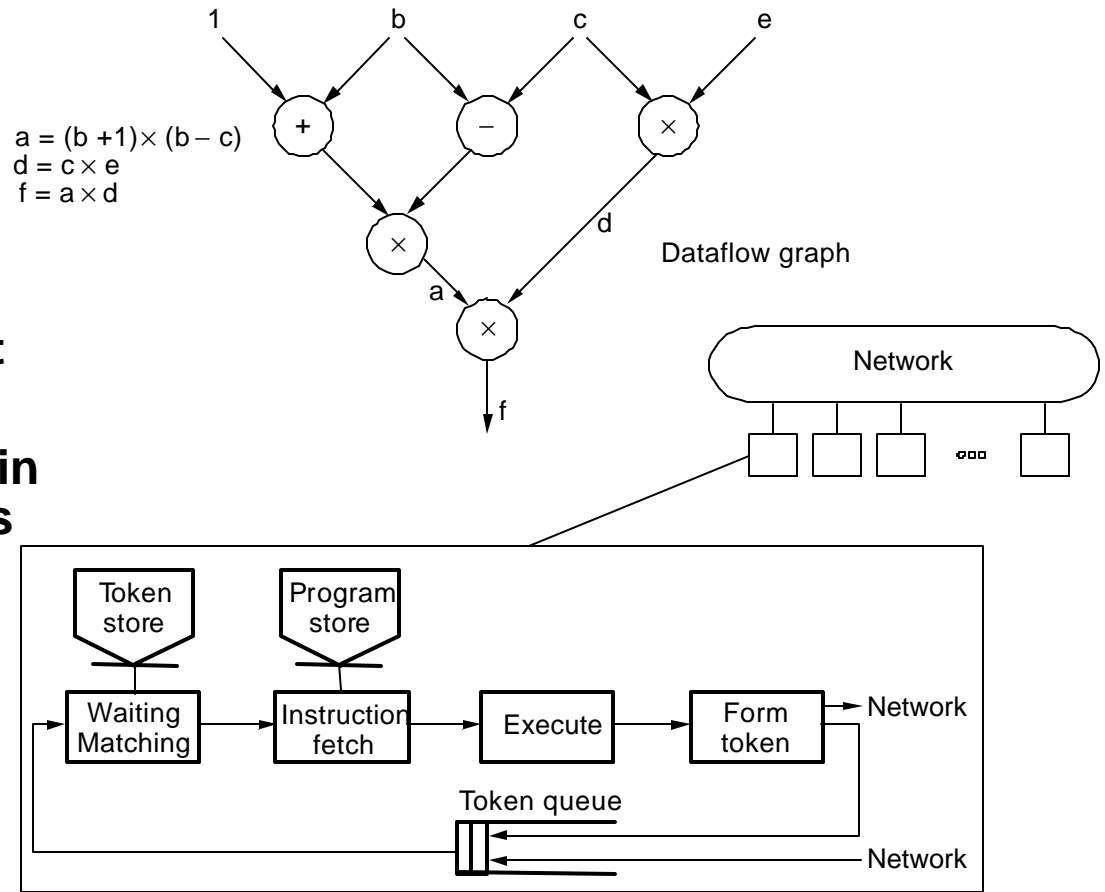 1 b c e
+ − ×
a = (b +1)× (b − c)
d = c × e
f = a × d
×
d
Dataflow graph
a
×
f
Network
in
Token
store
Program
store
Waiting
Matching
Instruction
fetch
Execute
Form
token
Network
Token queue
Network